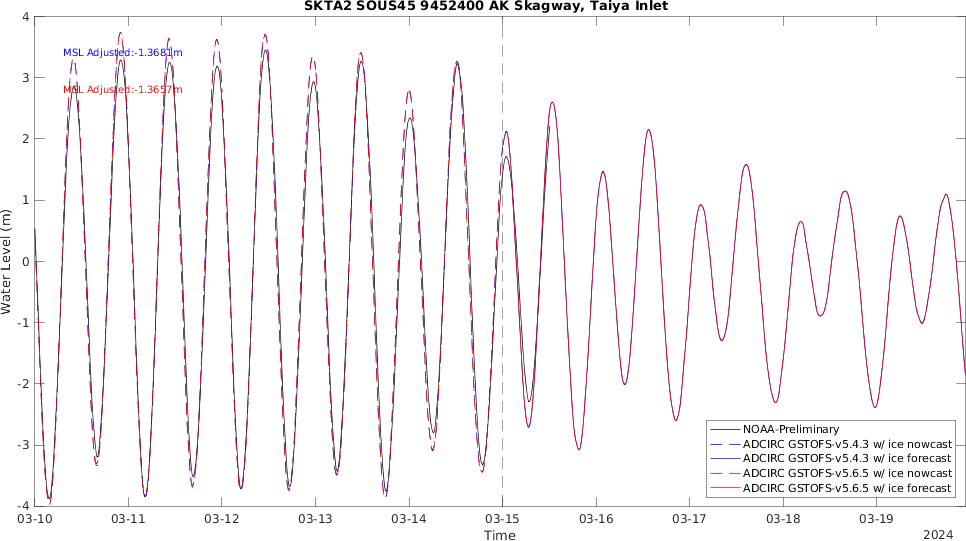 SKTA2 SOUS45 9452400 AK Skagway, Taiya Inlet
4
3
2
1
0
-1
-2
-3
-4
Water Level (m)
MSL Adjusted:-1.3681m
MSL Adjusted:-1.3657m
NOAA-Preliminary
ADCIRC GSTOFS-v5.4.3 w/ ice nowcast
ADCIRC GSTOFS-v5.4.3 w/ ice forecast
ADCIRC GSTOFS-v5.6.5 w/ ice nowcast
ADCIRC GSTOFS-v5.6.5 w/ ice forecast
03-10 03-11 03-12 03-13 03-14 03-15 03-16 03-17 03-18 03-19
Time
2024